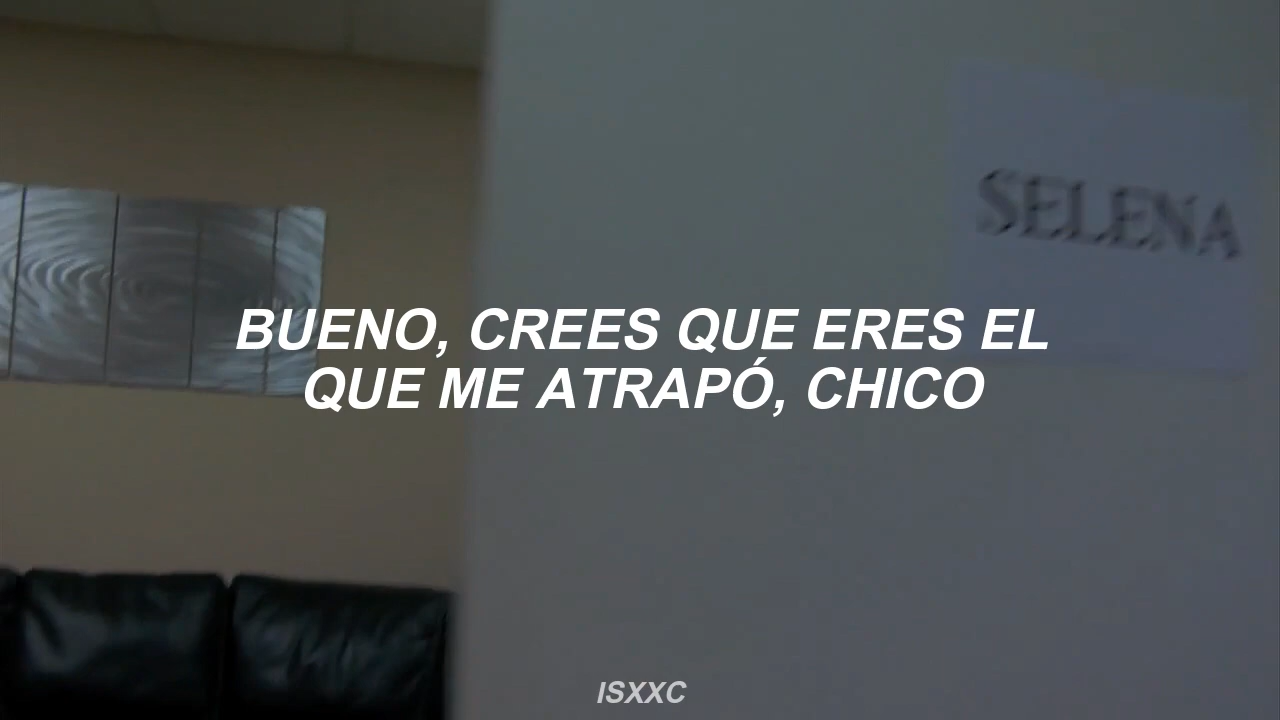 SELENA
BUENO, CREES QUE ERES EL
QUE ME ATRAPÓ, CHICO
ISXXC